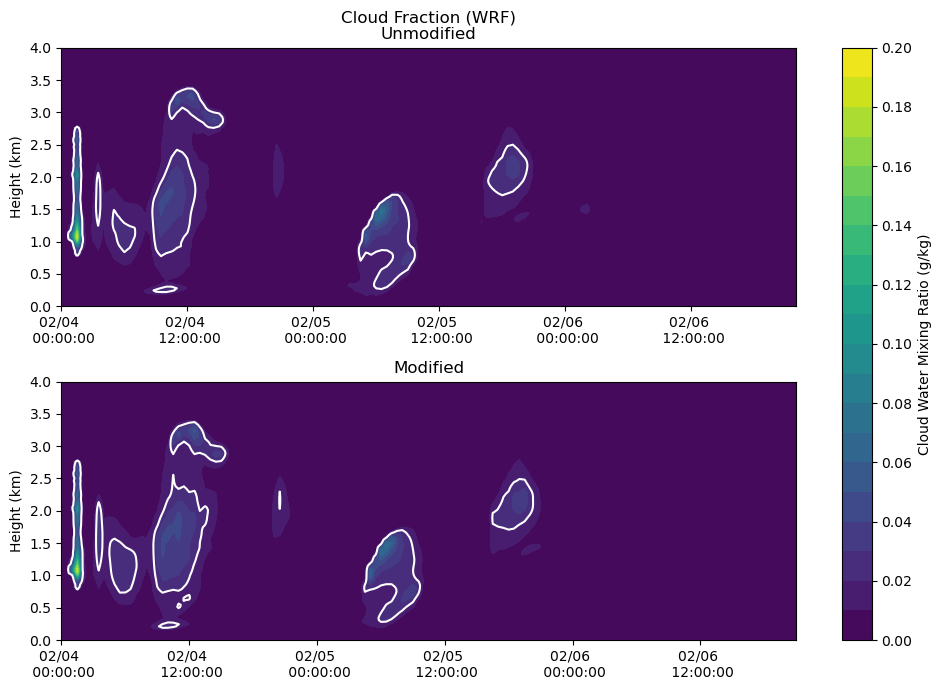 Cloud Fraction (WRF)
Unmodified
4.0
3.5
3.0
2.5
2.0
1.5
1.0
0.5
0.0
Height (km)
02/04 02/04 02/05 02/05 02/06 02/06
00:00:00 12:00:00 00:00:00 12:00:00 00:00:00 12:00:00
Modified
4.0
3.5
3.0
2.5
2.0
1.5
1.0
0.5
0.0
Height (km)
02/04 02/04 02/05 02/05 02/06 02/06
00:00:00 12:00:00 00:00:00 12:00:00 00:00:00 12:00:00
0.20
0.18
0.16
0.14
0.12
0.10
0.08
0.06
0.04
0.02
0.00
Cloud Water Mixing Ratio (g/kg)